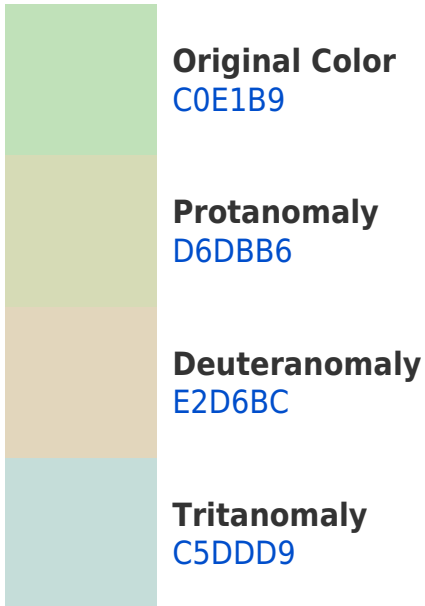 Original Color
C0E1B9
Protanomaly
D6DBB6
Deuteranomaly
E2D6BC
Tritanomaly
C5DDD9